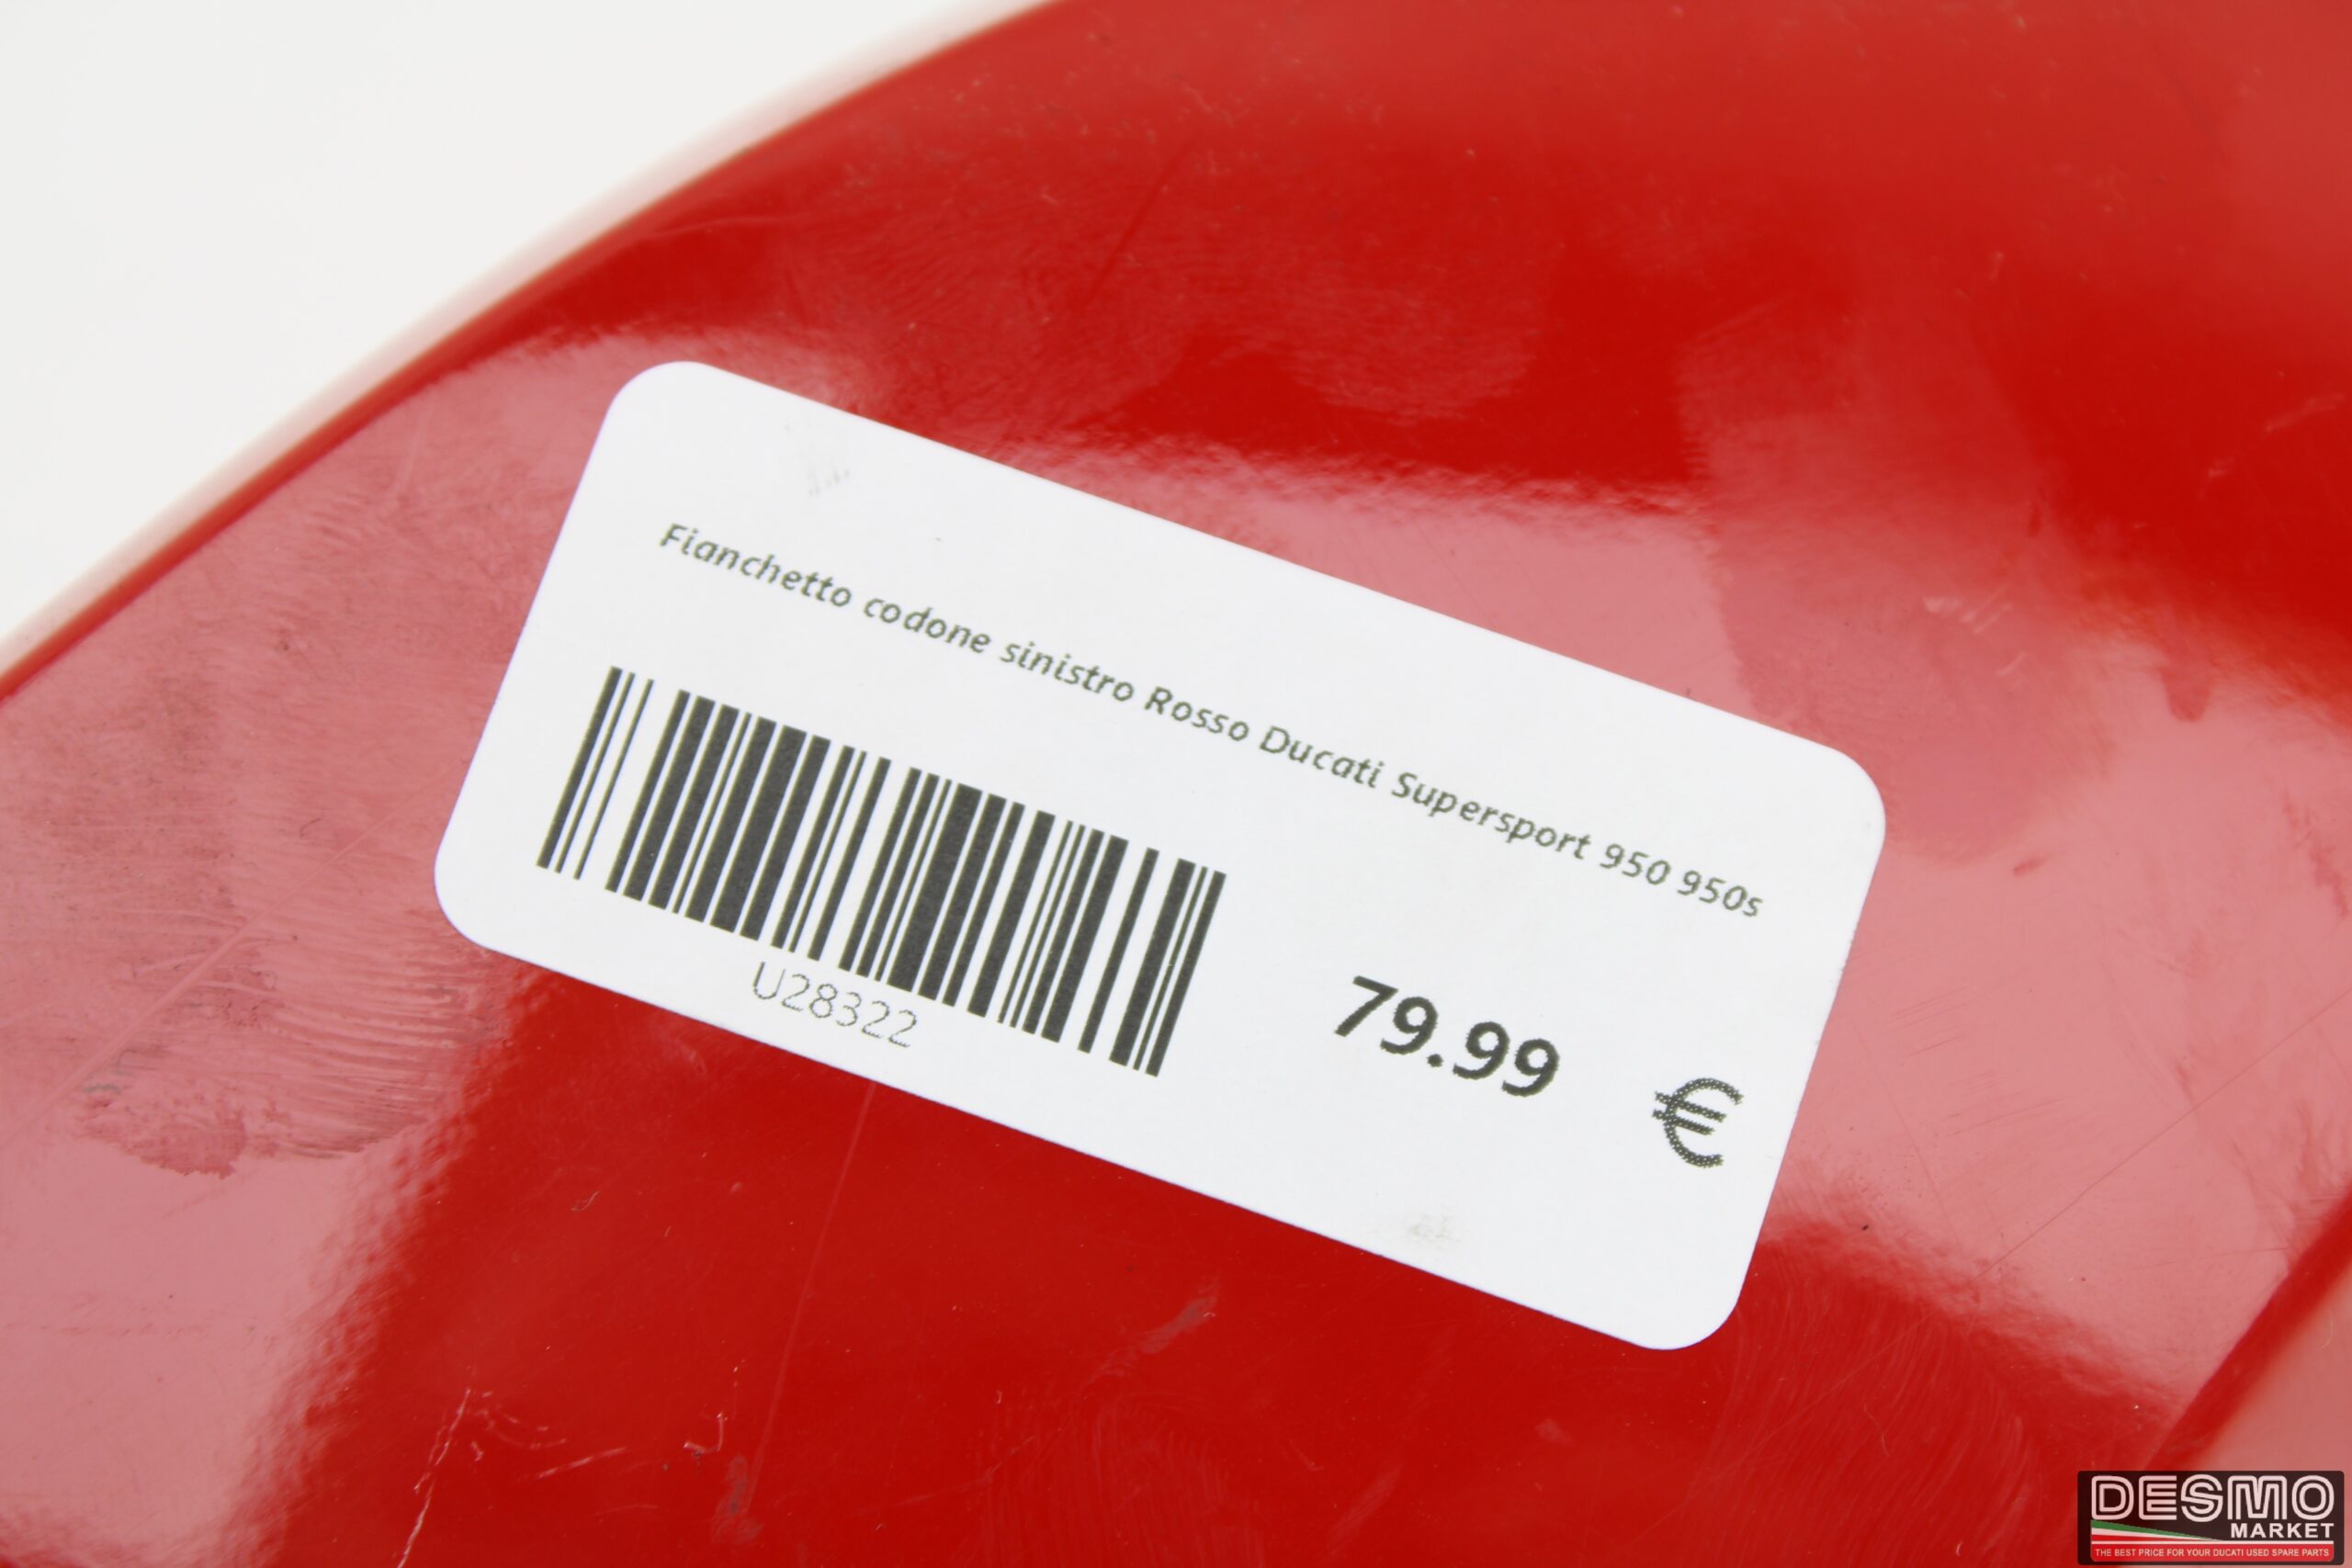 Fianchetto codone sinistro Rosso Ducati Supersport 950 950s
U28322
79.99 €
DESMO
MARKET
THE BEST PRICE FOR YOUR DUCATI USED SPARE PARTS